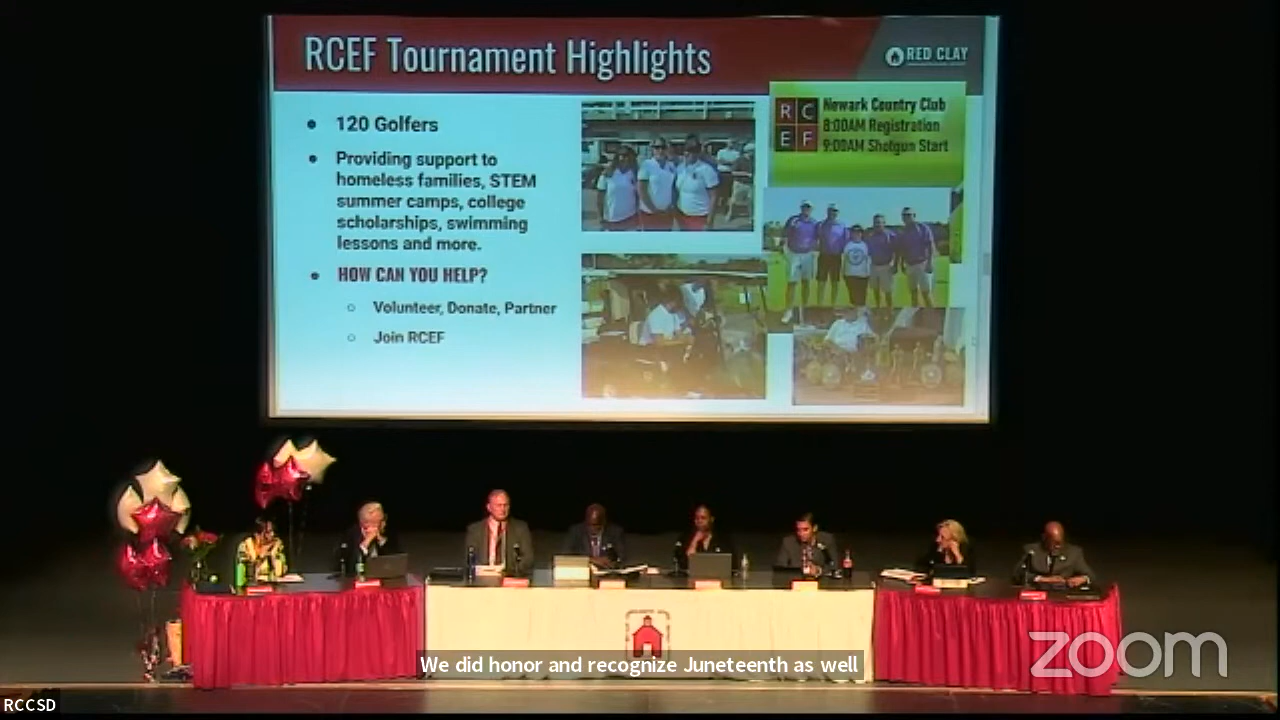 RCEF Tournament Highlights
RED CLAY
120 Golfers
Providing support to
homeless families, STEM
summer camps, college
scholarships, swimming
lessons and more.
HOW CAN YOU HELP?
Volunteer, Donate, Partner
Join RCEF
R C
E F
Newark Country Club
8:00AM Registration
9:00AM Shotgun Start
We did honor and recognize Juneteenth as well
zoom
RCCSD